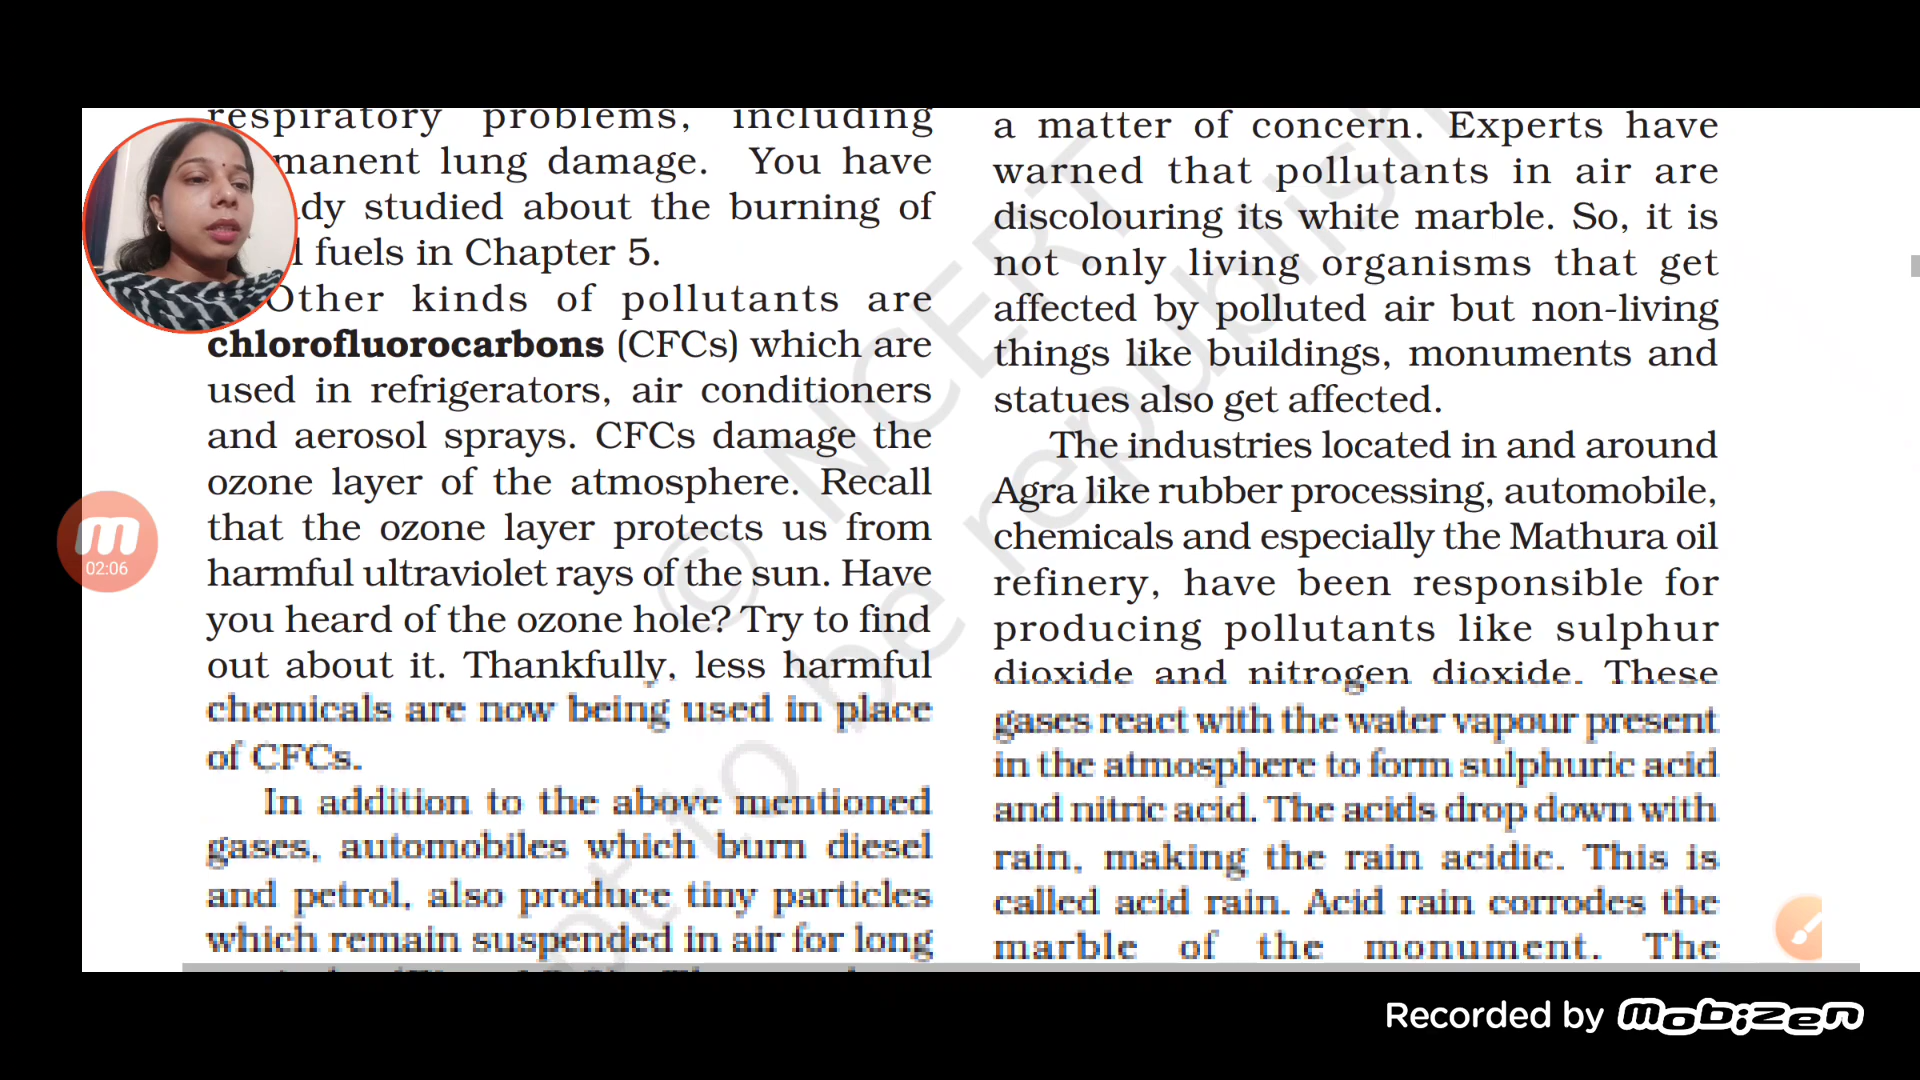 respiratory problems, including
manent lung damage. You have
dy studied about the burning of
l fuels in Chapter 5.
Other kinds of pollutants are
chlorofluorocarbons (CFCs) which are
used in refrigerators, air conditioners
and aerosol sprays. CFCs damage the
ozone layer of the atmosphere. Recall
that the ozone layer protects us from
harmful ultraviolet rays of the sun. Have
you heard of the ozone hole? Try to find
out about it. Thankfully, less harmful
chemicals are now being used in place
of CFCs.
In addition to the above mentioned
gases, automobiles which burn diesel
and petrol, also produce tiny particles
which remain suspended in air for long
a matter of concern. Experts have
warned that pollutants in air are
discolouring its white marble. So, it is
not only living organisms that get
affected by polluted air but non-living
things like buildings, monuments and
statues also get affected.
The industries located in and around
Agra like rubber processing, automobile,
chemicals and especially the Mathura oil
refinery, have been responsible for
producing pollutants like sulphur
dioxide and nitrogen dioxide. These
gases react with the water vapour present
in the atmosphere to form sulphuric acid
and nitric acid. The acids drop down with
rain, making the rain acidic. This is
called acid rain. Acid rain corrodes the
marble of the monument. The
© NCERT
not to be republish
02:06
Recorded by mobizen